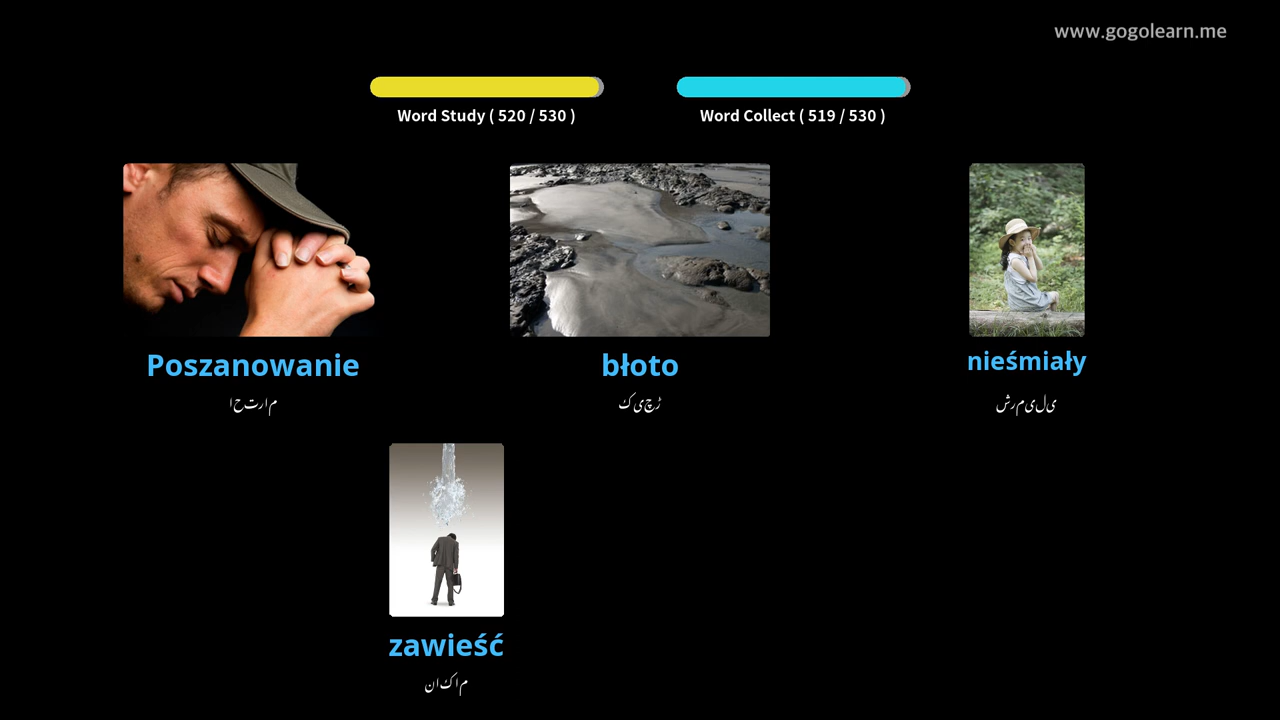 www.gogolearn.me
Word Study ( 520 / 530 )
Word Collect ( 519 / 530 )
Poszanowanie
احترام
błoto
کیچڑ
nieśmiały
شرمیلی
zawieść
ناکام